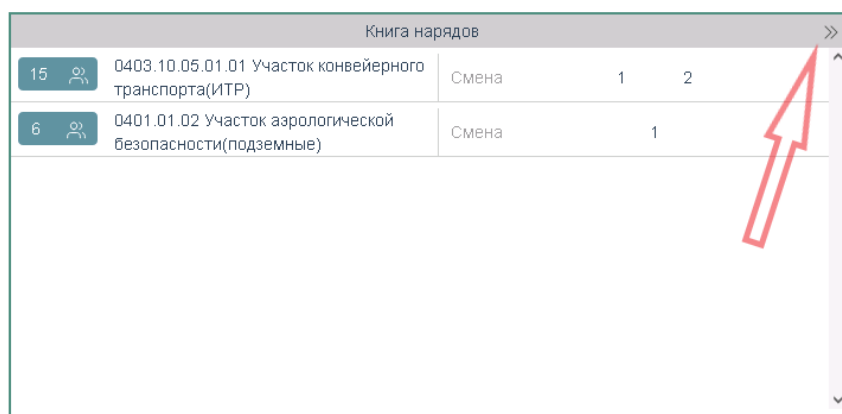 Книга нарядов
15 0403.10.05.01.01 Участок конвейерного
транспорта(ИТР)
Смена 1 2
6 0401.01.02 Участок аэрологической
безопасности(подземные)
Смена 1